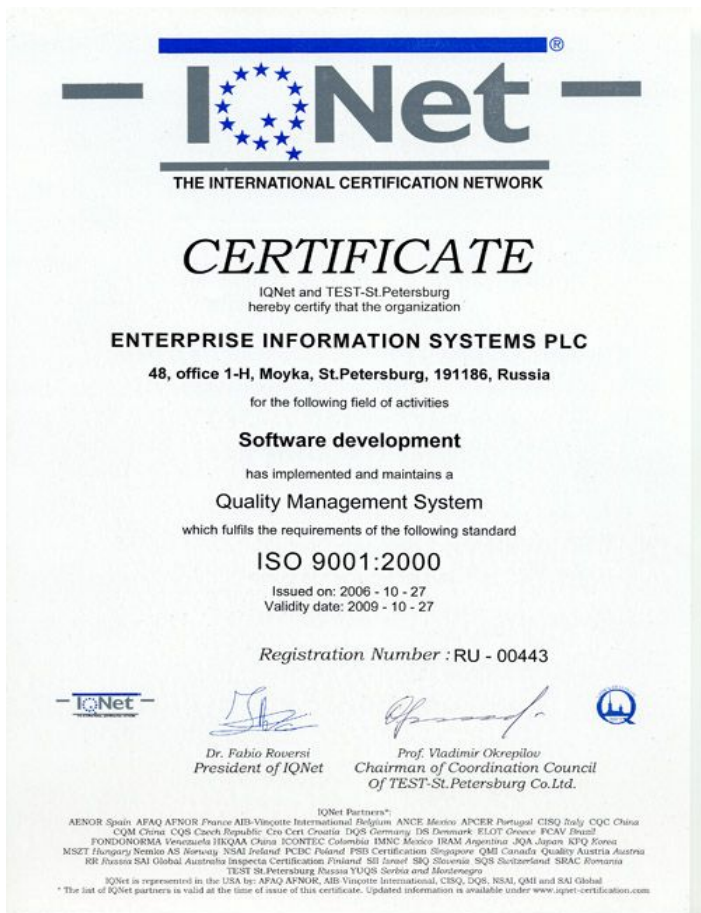 IQNet®
THE INTERNATIONAL CERTIFICATION NETWORK
CERTIFICATE
IQNet and TEST-St.Petersburg
hereby certify that the organization
ENTERPRISE INFORMATION SYSTEMS PLC
48, office 1-H, Moyka, St.Petersburg, 191186, Russia
for the following field of activities
Software development
has implemented and maintains a
Quality Management System
which fulfils the requirements of the following standard
ISO 9001:2000
Issued on: 2006 - 10 - 27
Validity date: 2009 - 10 - 27
Registration Number : RU - 00443
IQNet
Dr. Fabio Roversi
President of IQNet
Prof. Vladimir Okrepilov
Chairman of Coordination Council
Of TEST-St.Petersburg Co.Ltd.
IQNet Partners*:
AENOR Spain AFAQ AFNOR France AIB-Vinçotte International Belgium ANCE Mexico APCER Portugal CISQ Italy CQC China
CQM China CQS Czech Republic Cro Cert Croatia DQS Germany DS Denmark ELOT Greece FCAV Brazil
FONDONORMA Venezuela HKQAA China ICONTEC Colombia IMNC Mexico IRAM Argentina JQA Japan KFQ Korea
MSZT Hungary Nemko AS Norway NSAI Ireland PCBC Poland PSB Certification Singapore QMI Canada Quality Austria Austria
RR Russia SAI Global Australia Inspecta Certification Finland SII Israel SIQ Slovenia SQS Switzerland SRAC Romania
TEST St.Petersburg Russia YUQS Serbia and Montenegro
IQNet is represented in the USA by: AFAQ AFNOR, AIB-Vinçotte International, CISQ, DQS, NSAI, QMI and SAI Global
* The list of IQNet partners is valid at the time of issue of this certificate. Updated information is available under www.iqnet-certification.com